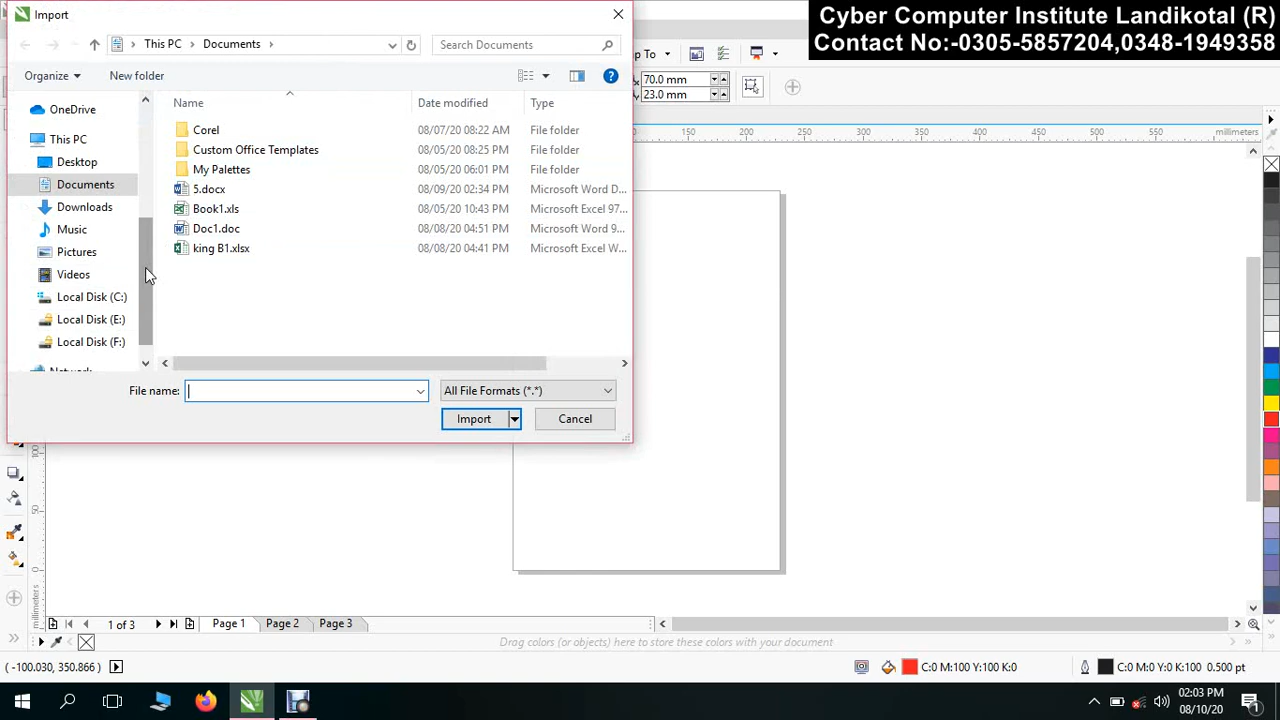 Import
Cyber Computer Institute Landikotal (R)
Contact No:-0305-5857204,0348-1949358
This PC > Documents >
Search Documents
Organize
New folder
70.0 mm
23.0 mm
Name
Date modified
Type
OneDrive
This PC
Desktop
Documents
Downloads
Music
Pictures
Videos
Local Disk (C:)
Local Disk (E:)
Local Disk (F:)
Corel 08/07/20 08:22 AM File folder
Custom Office Templates 08/05/20 08:25 PM File folder
My Palettes 08/05/20 06:01 PM File folder
5.docx 08/09/20 02:34 PM Microsoft Word D...
Book1.xls 08/05/20 10:43 PM Microsoft Excel 97...
Doc1.doc 08/08/20 04:51 PM Microsoft Word 9...
king B1.xlsx 08/08/20 04:41 PM Microsoft Excel W...
File name:
All File Formats (*.*)
Import
Cancel
150 200 250 300 350 400 450 500 550 millimeters
100
50
0
millimeters
1 of 3
Page 1
Page 2
Page 3
Drag colors (or objects) here to store these colors with your document
(-100.030, 350.866)
C:0 M:100 Y:100 K:0
C:0 M:0 Y:0 K:100 0.500 pt
02:03 PM
08/10/20